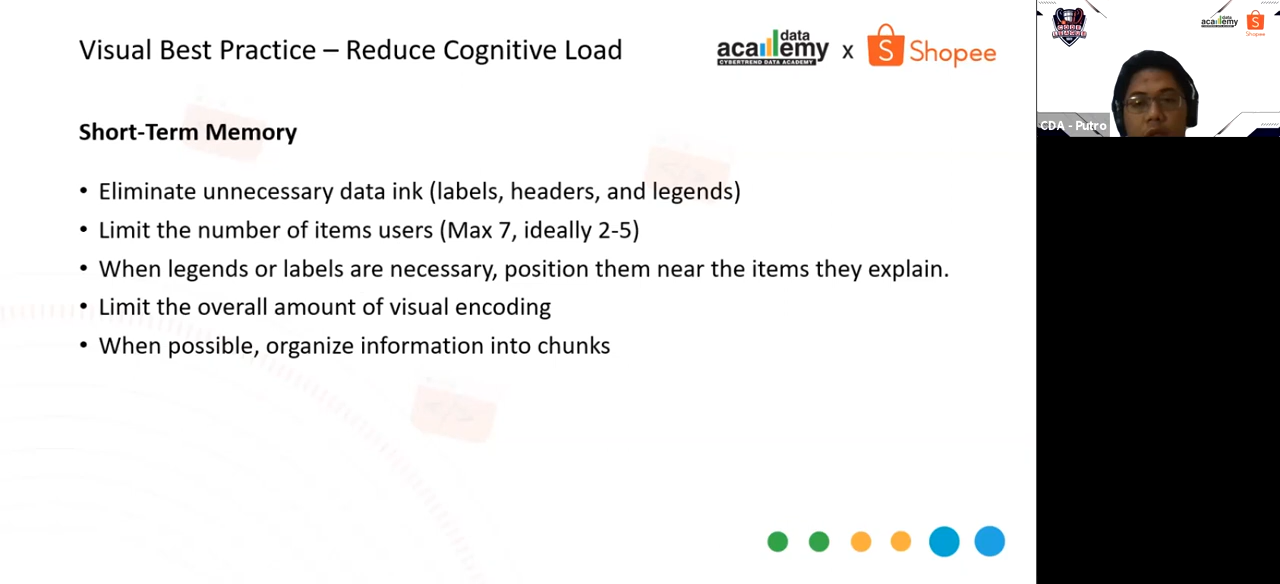 Visual Best Practice – Reduce Cognitive Load
data
academy
CYBERTREND DATA ACADEMY
x
S Shopee
Short-Term Memory
• Eliminate unnecessary data ink (labels, headers, and legends)
• Limit the number of items users (Max 7, ideally 2-5)
• When legends or labels are necessary, position them near the items they explain.
• Limit the overall amount of visual encoding
• When possible, organize information into chunks
data
academy
S
Shopee
CDA - Putro